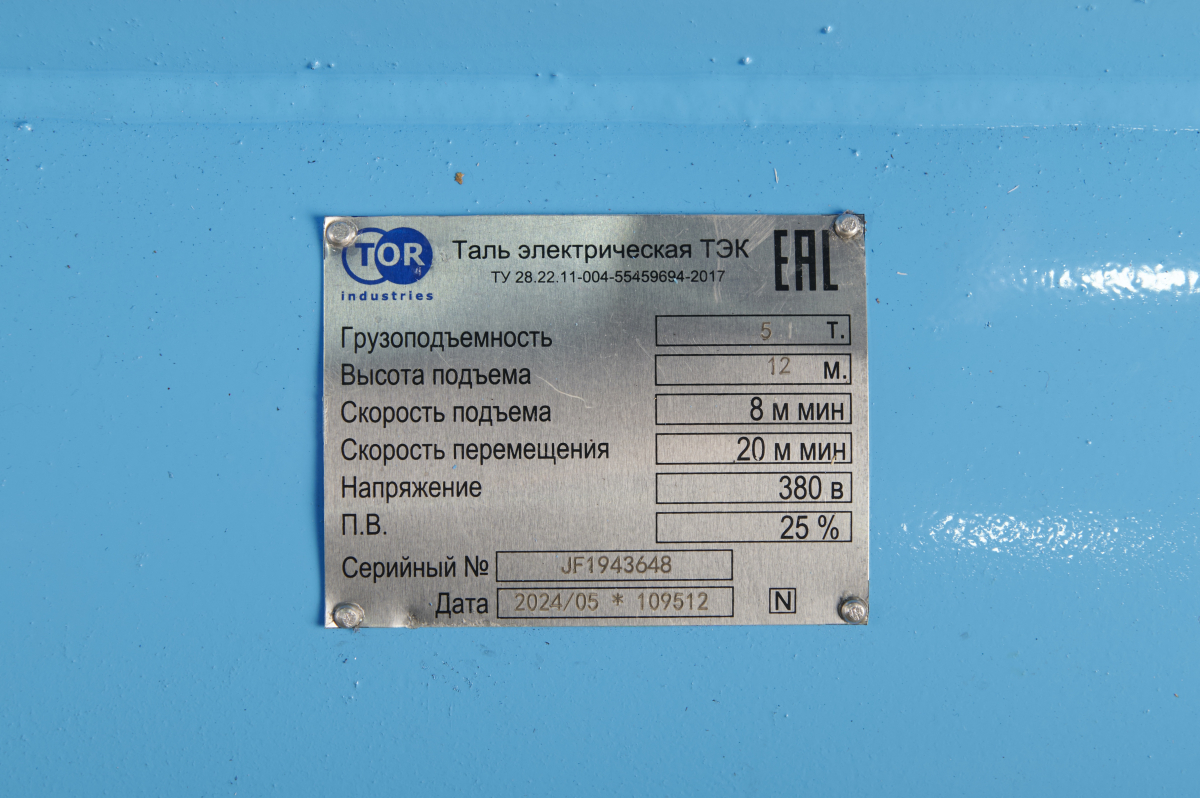 TOR
industries
Таль электрическая ТЭК
ТУ 28.22.11-004-55459694-2017
EAC
Грузоподъемность 5 т.
Высота подъема 12 м.
Скорость подъема 8 м мин
Скорость перемещения 20 м мин
Напряжение 380 в
П.В. 25 %
Серийный № JF1943648
Дата 2024/05 * 109512
N